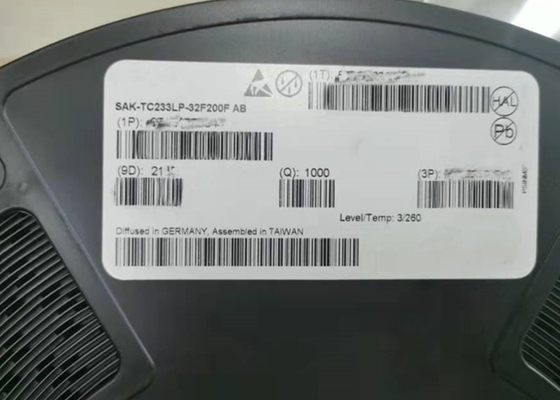 (1T):
SAK-TC233LP-32F200F AB
HAL
(1P):
Pb
(9D): 21
(Q): 1000
(3P):
Level/Temp: 3/260
Diffused in GERMANY, Assembled in TAIWAN